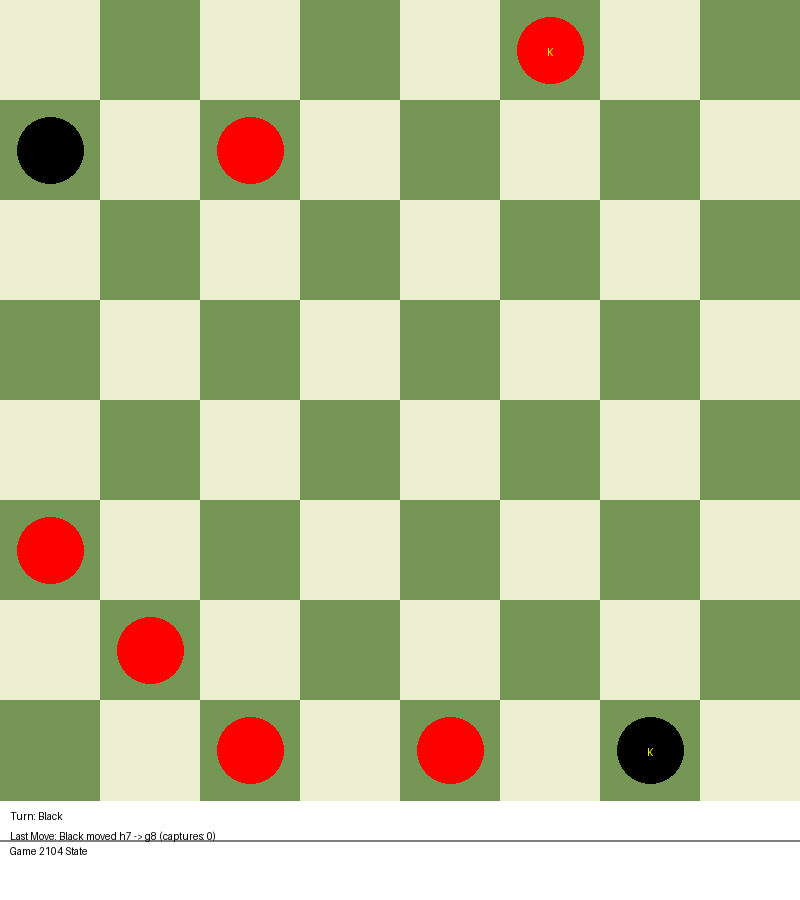 K
K
Turn: Black
Last Move: Black moved h7 -> g8 (captures: 0)
Game 2104 State